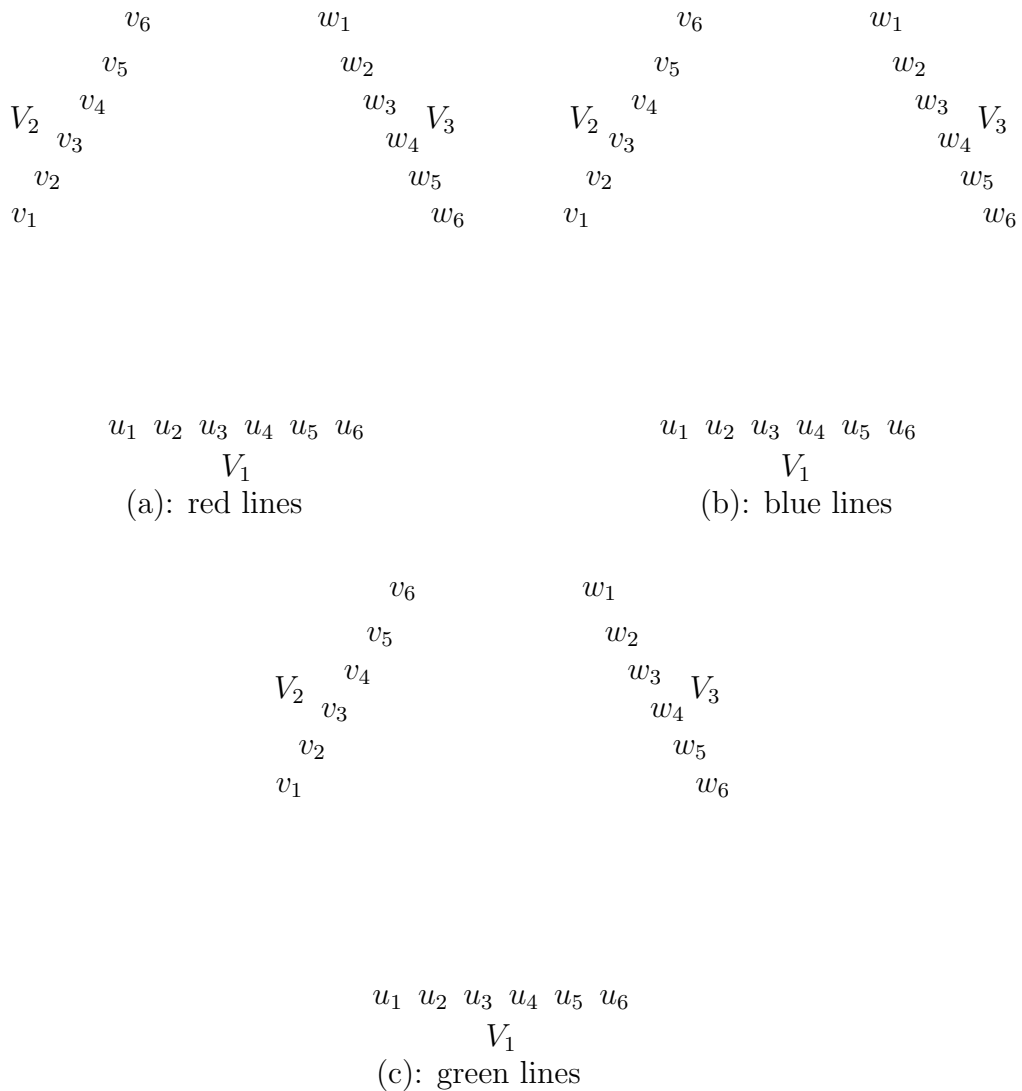 v₆ w₁ v₆ w₁
v₅ w₂ v₅ w₂
v₄ w₃ v₄ w₃
V₂ V₃ V₂ V₃
v₃ w₄ v₃ w₄
v₂ w₅ v₂ w₅
v₁ w₆ v₁ w₆
u₁ u₂ u₃ u₄ u₅ u₆ u₁ u₂ u₃ u₄ u₅ u₆
V₁ V₁
(a): red lines (b): blue lines
v₆ w₁
v₅ w₂
v₄ w₃
V₂ V₃
v₃ w₄
v₂ w₅
v₁ w₆
u₁ u₂ u₃ u₄ u₅ u₆
V₁
(c): green lines